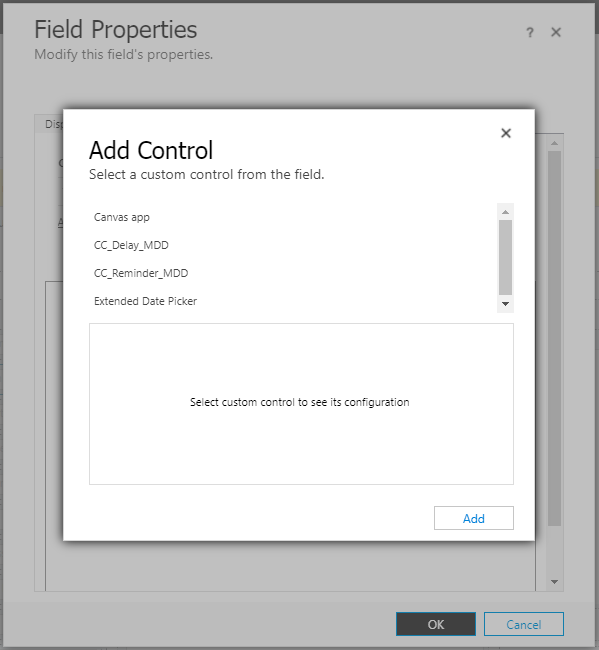 Field Properties
? ×
Modify this field's properties.
Add Control
×
Select a custom control from the field.
Canvas app
CC_Delay_MDD
CC_Reminder_MDD
Extended Date Picker
Select custom control to see its configuration
Add
OK Cancel